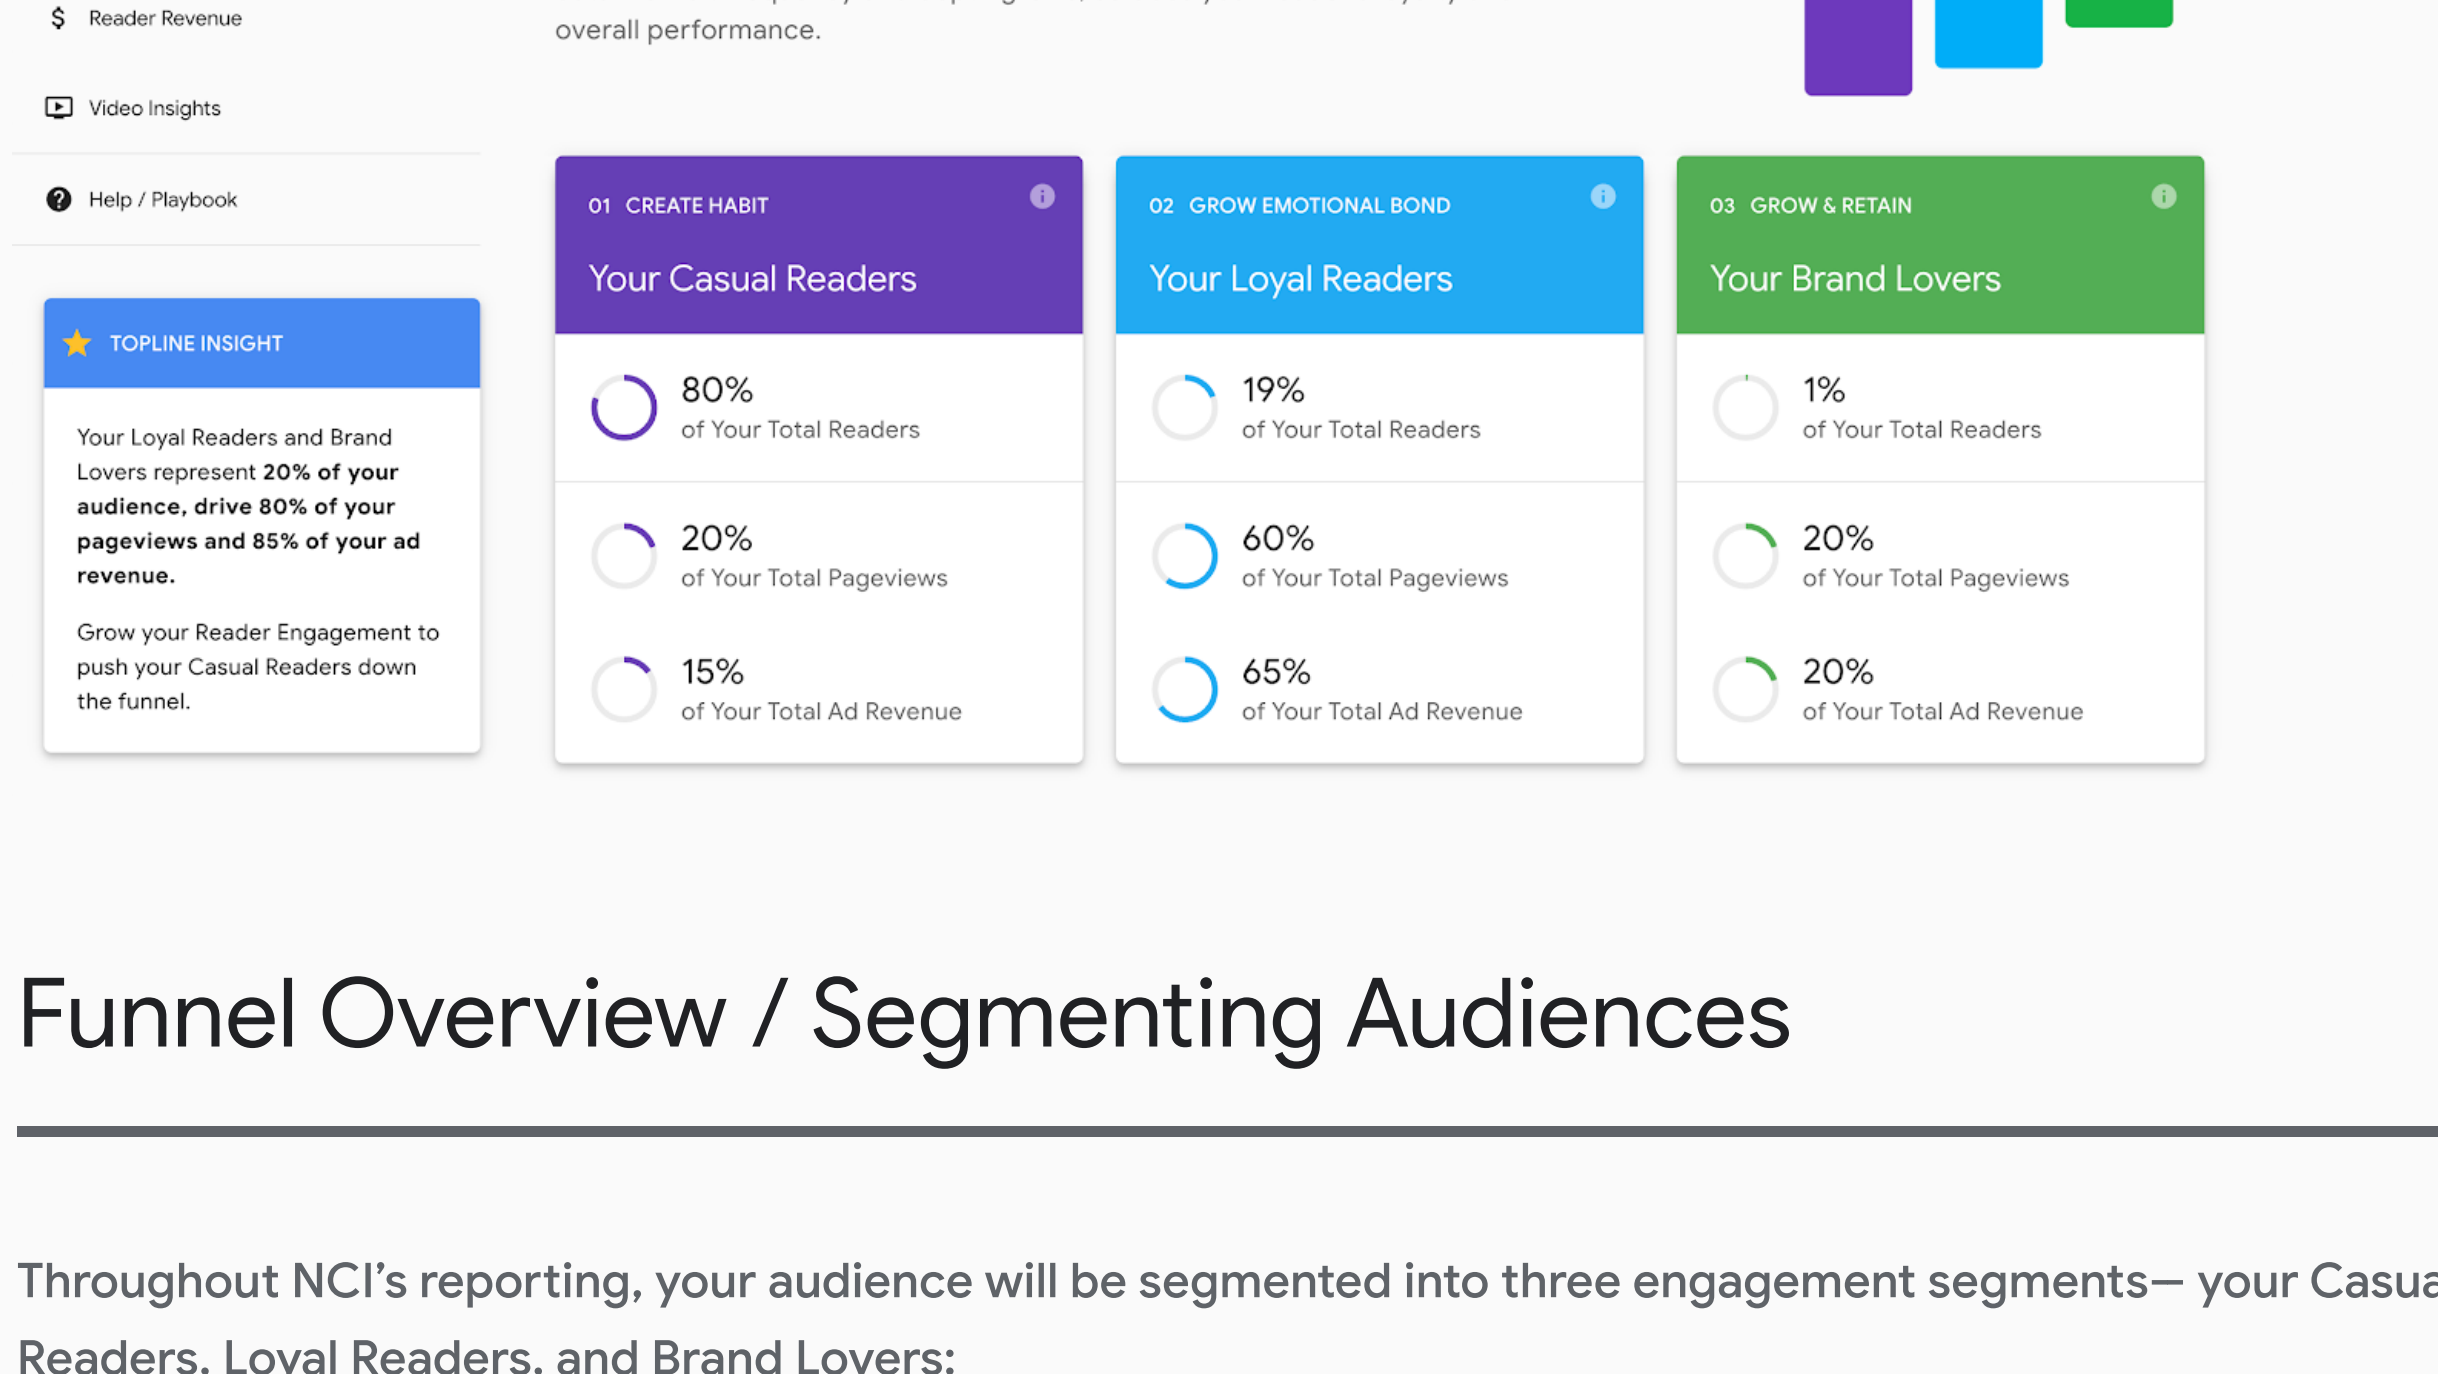 Reader Revenue
Video Insights
Help / Playbook
TOPLINE INSIGHT
Your Loyal Readers and Brand
Lovers represent 20% of your
audience, drive 80% of your
pageviews and 85% of your ad
revenue.
Grow your Reader Engagement to
push your Casual Readers down
the funnel.
overall performance.
01 CREATE HABIT
Your Casual Readers
80%
of Your Total Readers
20%
of Your Total Pageviews
15%
of Your Total Ad Revenue
02 GROW EMOTIONAL BOND
Your Loyal Readers
19%
of Your Total Readers
60%
of Your Total Pageviews
65%
of Your Total Ad Revenue
03 GROW & RETAIN
Your Brand Lovers
1%
of Your Total Readers
20%
of Your Total Pageviews
20%
of Your Total Ad Revenue
Funnel Overview / Segmenting Audiences
Throughout NCI’s reporting, your audience will be segmented into three engagement segments— your Casua
Readers, Loyal Readers, and Brand Lovers: